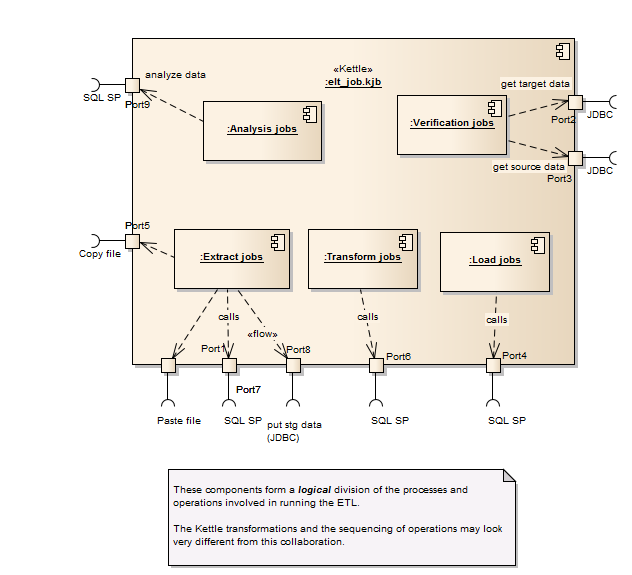 «Kettle»
:elt_job.kjb
analyze data
SQL SP
Port9
:Analysis jobs
:Verification jobs
get target data
Port2
JDBC
get source data
Port3
JDBC
Port5
Copy file
:Extract jobs
:Transform jobs
:Load jobs
calls
«flow»
calls
calls
Port1
Port8
Port6
Port4
Port7
Paste file
SQL SP
put stg data
(JDBC)
SQL SP
SQL SP
These components form a logical division of the processes and
operations involved in running the ETL.
The Kettle transformations and the sequencing of operations may look
very different from this collaboration.